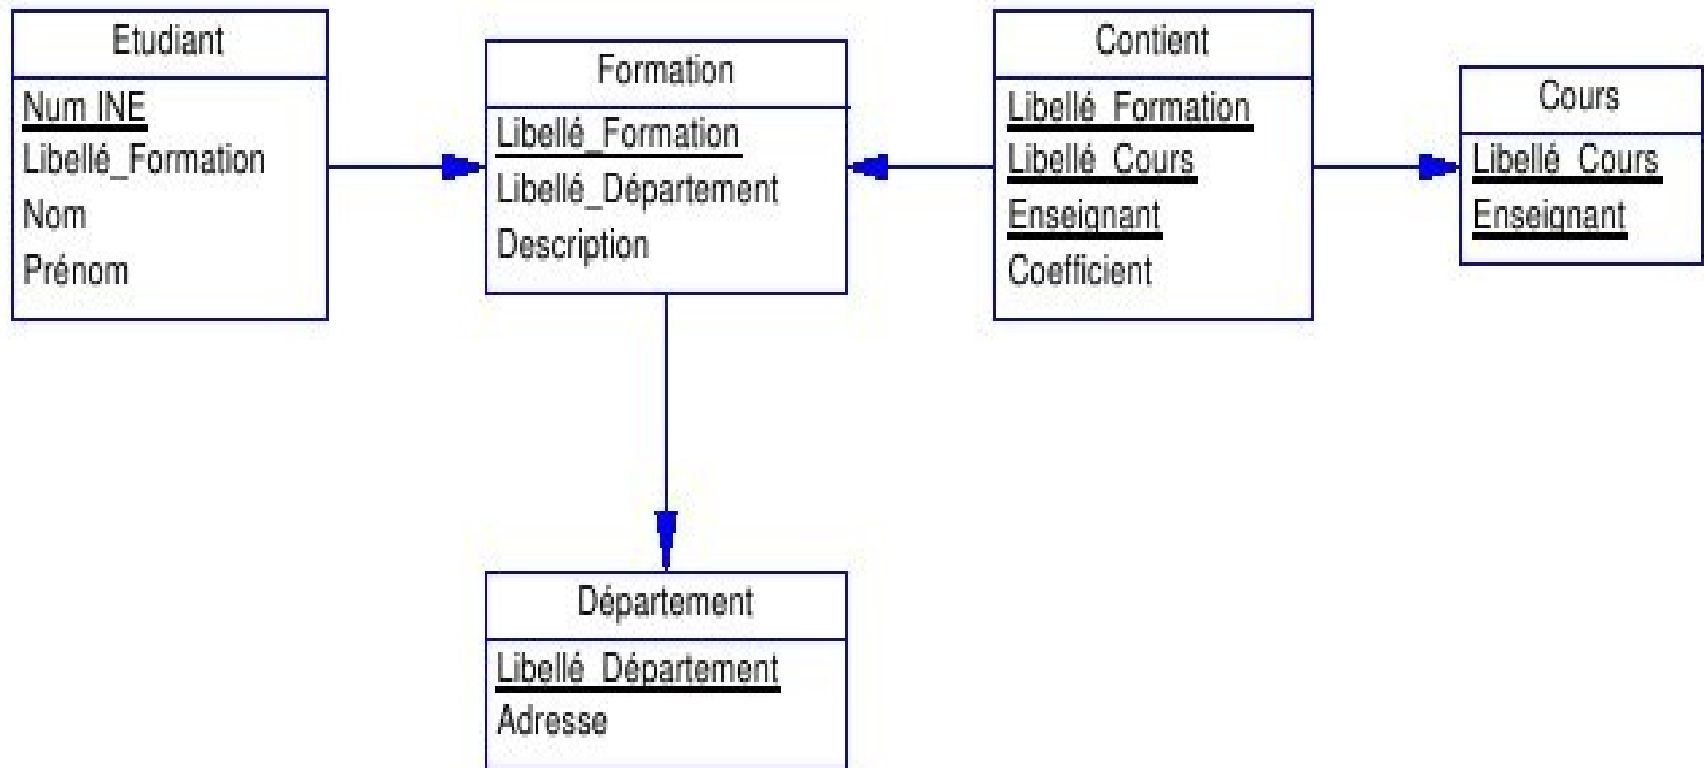 Etudiant
Num INE
Libellé_Formation
Nom
Prénom
Formation
Libellé_Formation
Libellé_Département
Description
Contient
Libellé_Formation
Libellé_Cours
Enseignant
Coefficient
Cours
Libellé_Cours
Enseignant
Département
Libellé_Département
Adresse